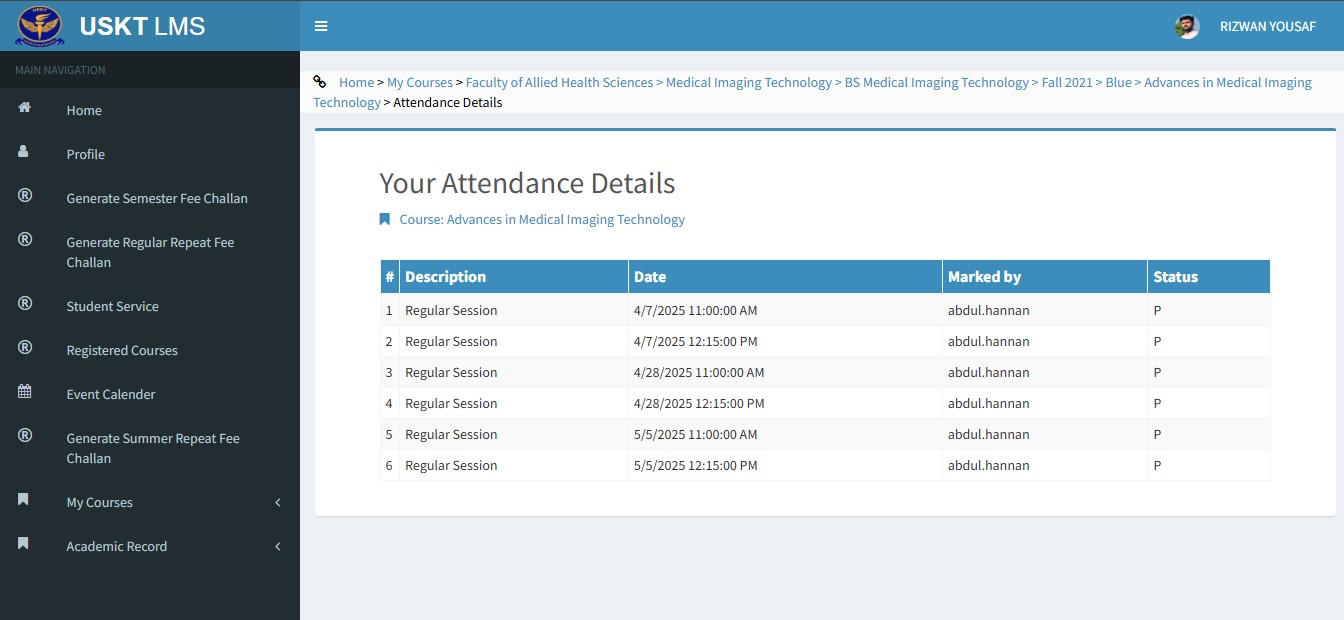 USKT LMS
RIZWAN YOUSAF
MAIN NAVIGATION
Home
Profile
Generate Semester Fee Challan
Generate Regular Repeat Fee
Challan
Student Service
Registered Courses
Event Calender
Generate Summer Repeat Fee
Challan
My Courses
Academic Record
Home > My Courses > Faculty of Allied Health Sciences > Medical Imaging Technology > BS Medical Imaging Technology > Fall 2021 > Blue > Advances in Medical Imaging
Technology > Attendance Details
Your Attendance Details
Course: Advances in Medical Imaging Technology
# Description Date Marked by Status
1 Regular Session 4/7/2025 11:00:00 AM abdul.hannan P
2 Regular Session 4/7/2025 12:15:00 PM abdul.hannan P
3 Regular Session 4/28/2025 11:00:00 AM abdul.hannan P
4 Regular Session 4/28/2025 12:15:00 PM abdul.hannan P
5 Regular Session 5/5/2025 11:00:00 AM abdul.hannan P
6 Regular Session 5/5/2025 12:15:00 PM abdul.hannan P